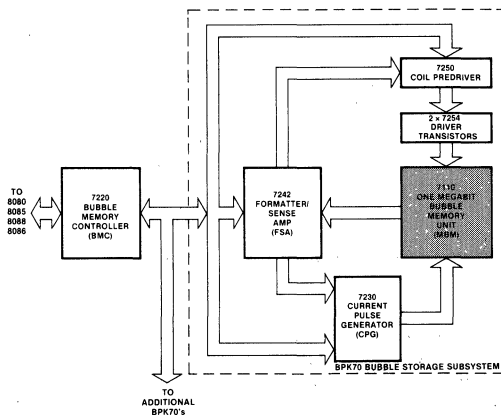 7250
COIL PREDRIVER
2 × 7254
DRIVER
TRANSISTORS
TO
8080
8085
8088
8086
7220
BUBBLE
MEMORY
CONTROLLER
(BMC)
7242
FORMATTER/
SENSE
AMP
(FSA)
7110
ONE MEGABIT
BUBBLE
MEMORY
UNIT
(MBM)
7230
CURRENT
PULSE
GENERATOR
(CPG)
BPK70 BUBBLE STORAGE SUBSYSTEM
TO
ADDITIONAL
BPK70's